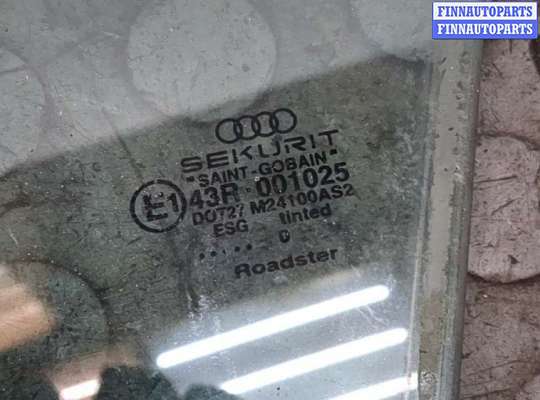 FINNAUTOPARTS
FINNAUTOPARTS
SEKURIT
"SAINT-GOBAIN"
E1 43R-001025
DOT27 M24100AS2
ESG tinted
Roadster